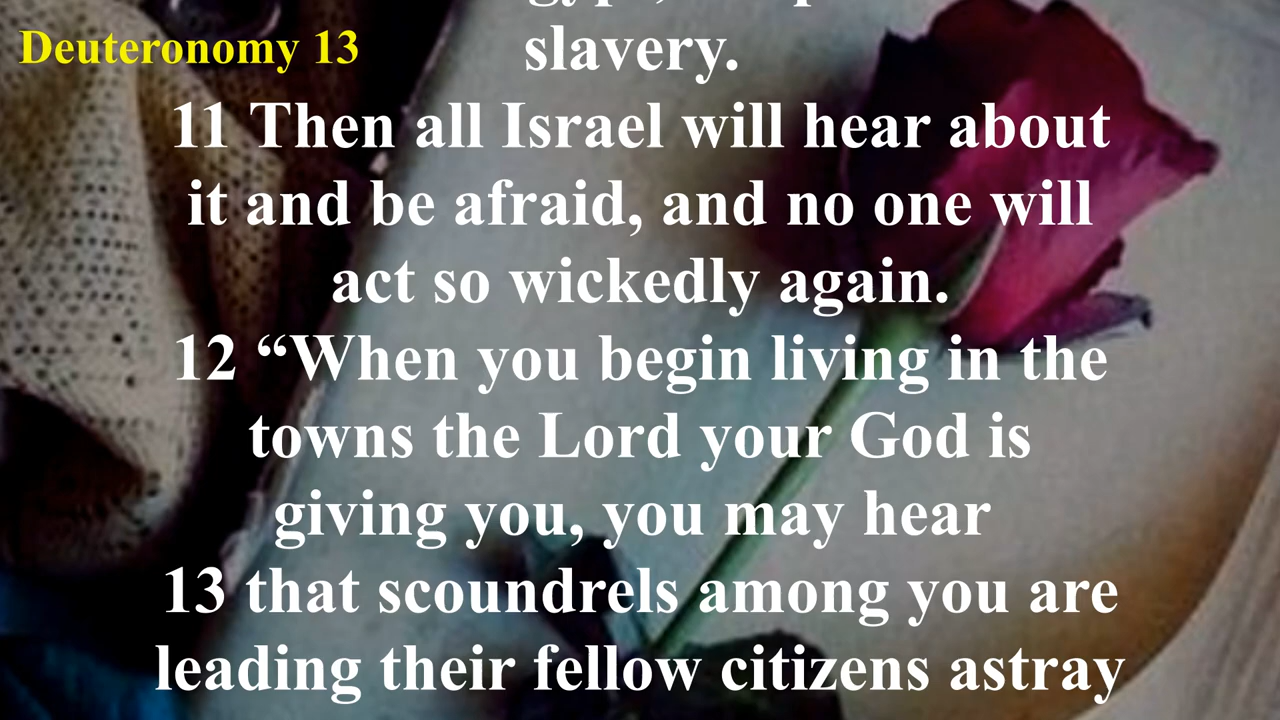 Deuteronomy 13
slavery.
11 Then all Israel will hear about
it and be afraid, and no one will
act so wickedly again.
12 “When you begin living in the
towns the Lord your God is
giving you, you may hear
13 that scoundrels among you are
leading their fellow citizens astray